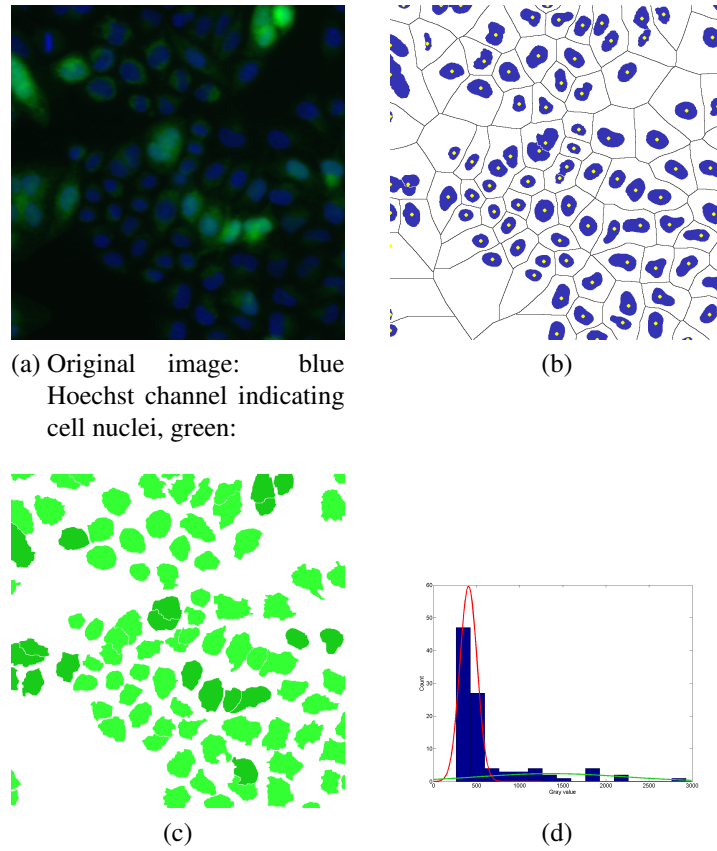 (a) Original image: blue
Hoechst channel indicating
cell nuclei, green:
(b)
(c)
60
50
40
30
20
10
0
Count
0 500 1000 1500 2000 2500 3000
Gray value
(d)